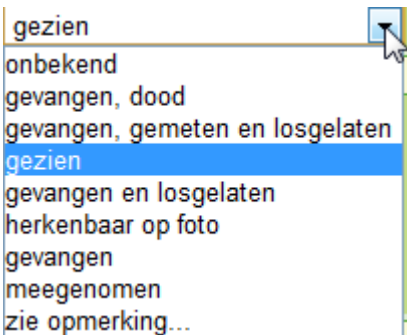 gezien
onbekend
gevangen, dood
gevangen, gemeten en losgelaten
gezien
gevangen en losgelaten
herkenbaar op foto
gevangen
meegenomen
zie opmerking...